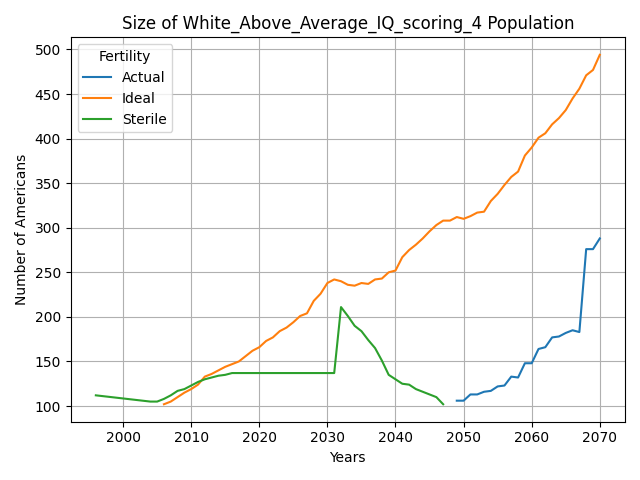 Size of White_Above_Average_IQ_scoring_4 Population
Number of Americans
500
450
400
350
300
250
200
150
100
Fertility
Actual
Ideal
Sterile
2000 2010 2020 2030 2040 2050 2060 2070
Years